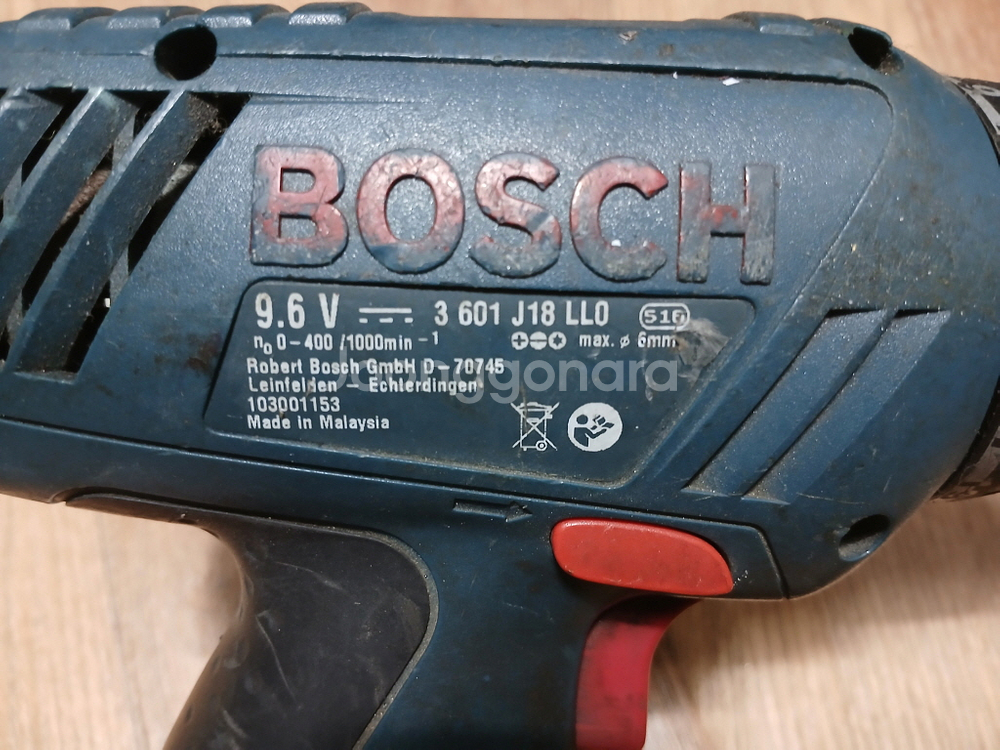 BOSCH
9.6 V 3 601 J18 LL0 516
n₀ 0-400 /1000min⁻¹ max. ø 6mm
Robert Bosch GmbH D-70745
Leinfelden - Echterdingen
103001153
Made in Malaysia
Joonggonara